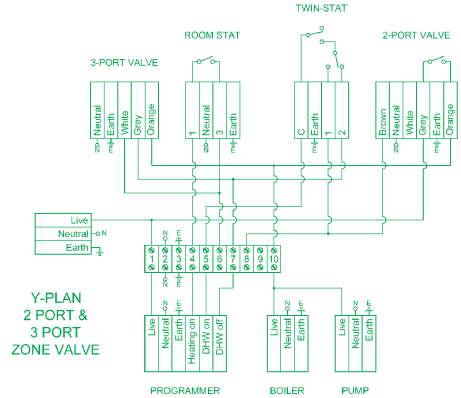 TWIN-STAT
3-PORT VALVE
ROOM STAT
2-PORT VALVE
Neutral
Earth
White
Grey
Orange
1
Neutral
3
Earth
C
Earth
1
2
Brown
Neutral
Earth
White
Grey
Orange
N
E
N
E
E
N
E
Live
Neutral
Earth
N
N
E
1
2
3
4
5
6
7
8
9
10
Y-PLAN
2 PORT &
3 PORT
ZONE VALVE
N
E
N
E
N
E
Live
Neutral
Earth
Heating on
DHW on
DHW off
Live
Neutral
Earth
Live
Neutral
Earth
PROGRAMMER
BOILER
PUMP